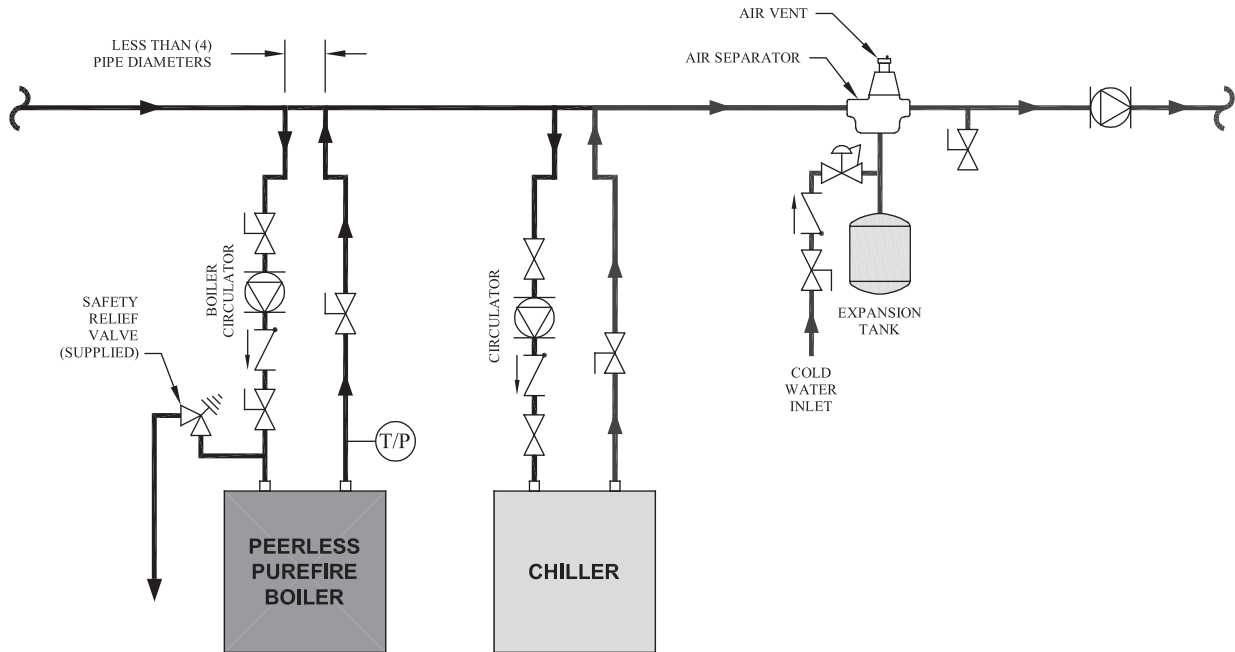 AIR VENT
LESS THAN (4)
PIPE DIAMETERS
AIR SEPARATOR
SAFETY
RELIEF
VALVE
(SUPPLIED)
BOILER
CIRCULATOR
CIRCULATOR
EXPANSION
TANK
COLD
WATER
INLET
T/P
PEERLESS
PUREFIRE
BOILER
CHILLER